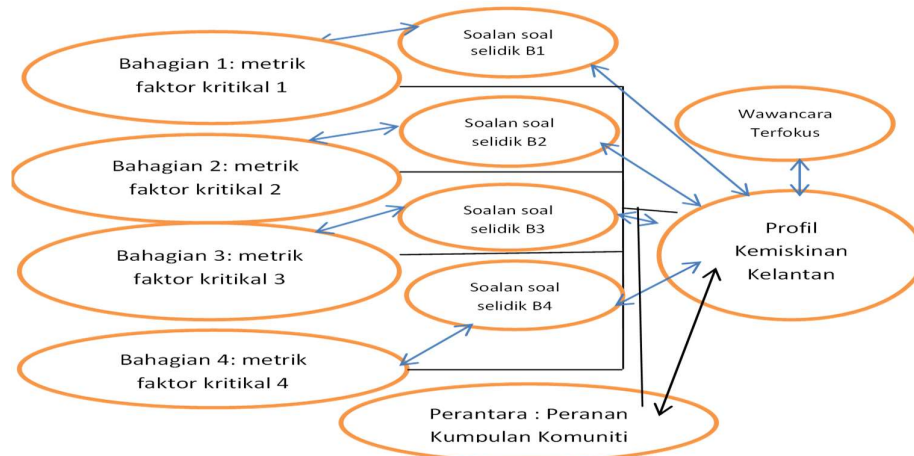 Soalan soal
selidik B1
Bahagian 1: metrik
faktor kritikal 1
Soalan soal
selidik B2
Wawancara
Terfokus
Bahagian 2: metrik
faktor kritikal 2
Soalan soal
selidik B3
Profil
Kemiskinan
Kelantan
Bahagian 3: metrik
faktor kritikal 3
Soalan soal
selidik B4
Bahagian 4: metrik
faktor kritikal 4
Perantara : Peranan
Kumpulan Komuniti